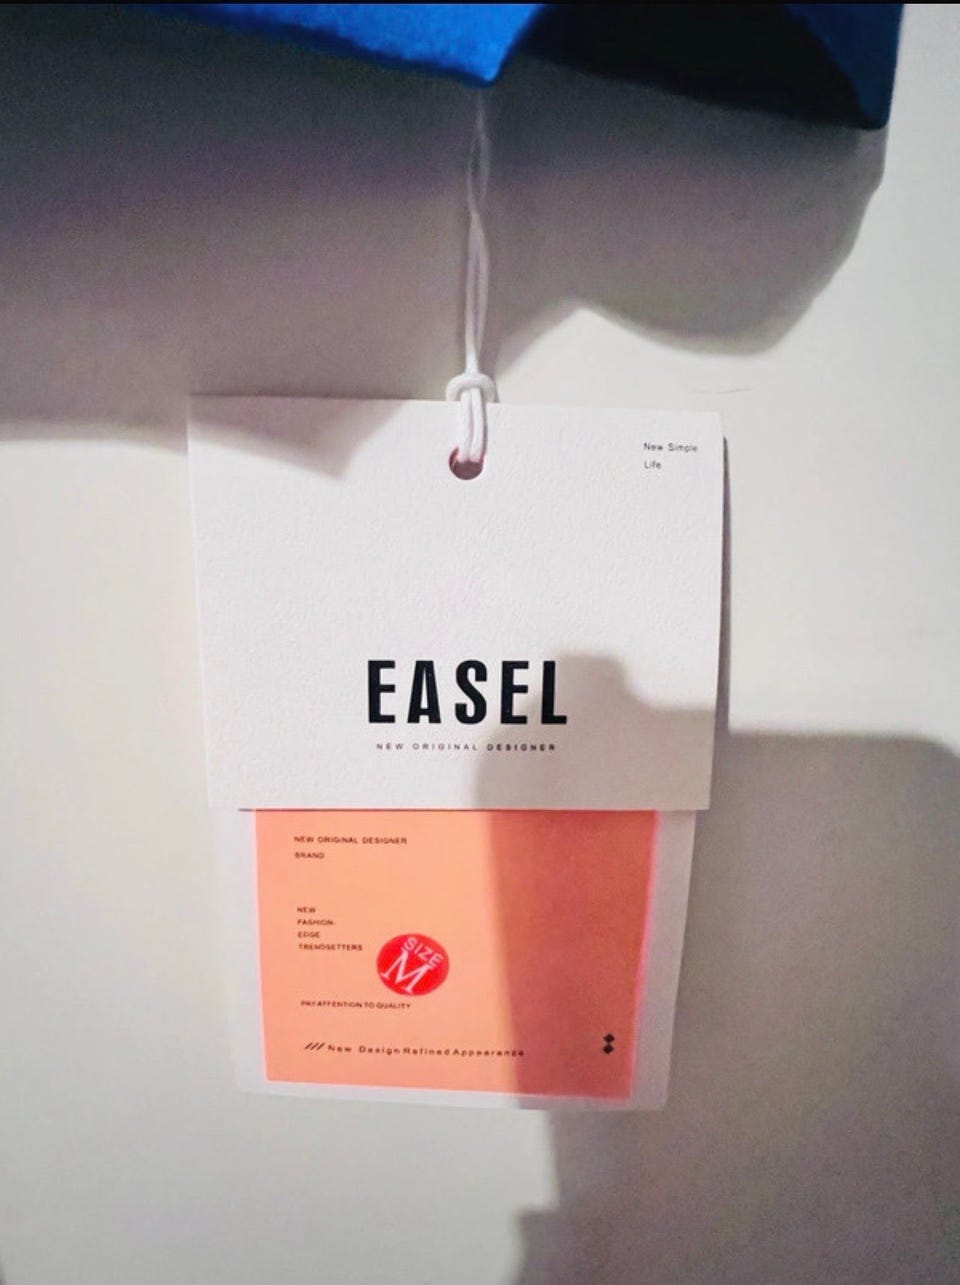 New Simple
Life
EASEL
NEW ORIGINAL DESIGNER
NEW ORIGINAL DESIGNER
BRAND
NEW
FASHION
EDGE
TRENDSETTERS
SIZE
M
PAY ATTENTION TO QUALITY
/// New Design Refined Appearance